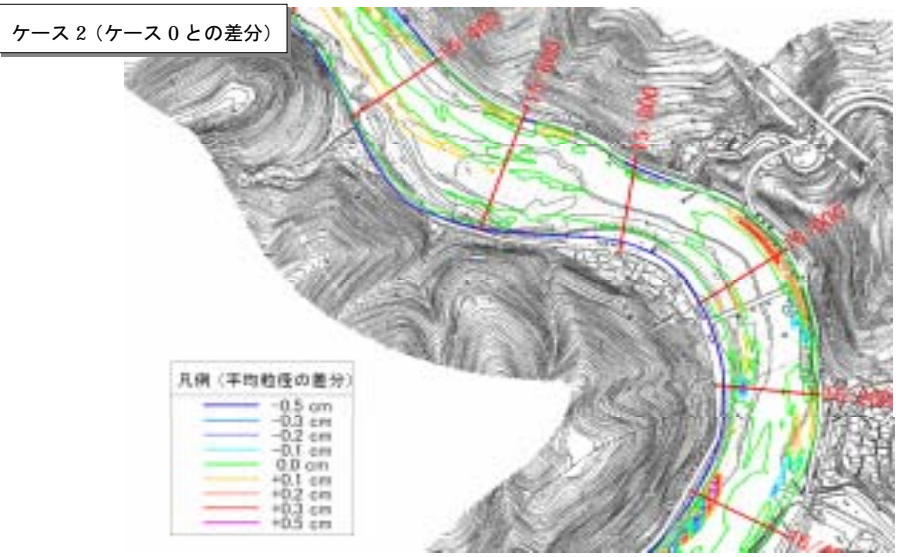 ケース 2（ケース 0 との差分）
15 800
凡例（平均粒径の差分）
-0.5 cm
-0.3 cm
-0.2 cm
-0.1 cm
0.0 cm
+0.1 cm
+0.2 cm
+0.3 cm
+0.5 cm